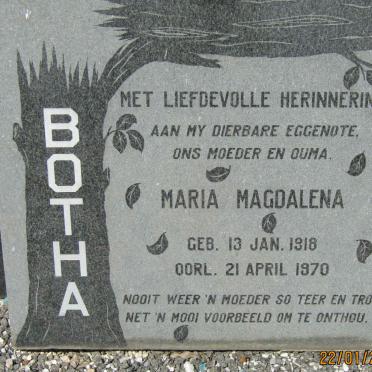 BOTHA
MET LIEFDEVOLLE HERINNERIN
AAN MY DIERBARE EGGENOTE,
ONS MOEDER EN OUMA.
MARIA MAGDALENA
GEB. 13 JAN. 1918
OORL. 21 APRIL 1970
NOOIT WEER 'N MOEDER SO TEER EN TRO
NET 'N MOOI VOORBEELD OM TE ONTHOU.
22/01/2